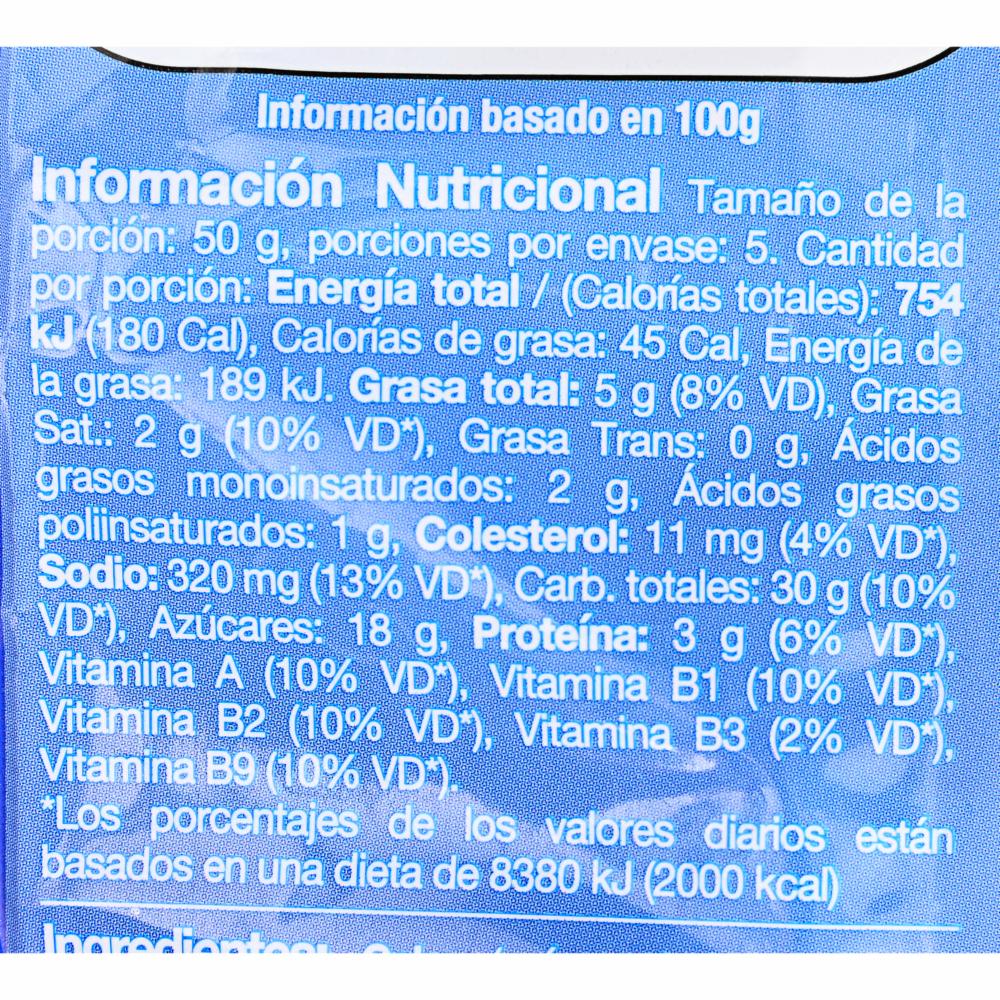 Información basado en 100g
Información Nutricional Tamaño de la
porción: 50 g, porciones por envase: 5. Cantidad
por porción: Energía total / (Calorías totales): 754
kJ (180 Cal), Calorías de grasa: 45 Cal, Energía de
la grasa: 189 kJ. Grasa total: 5 g (8% VD), Grasa
Sat.: 2 g (10% VD*), Grasa Trans: 0 g, Ácidos
grasos monoinsaturados: 2 g, Ácidos grasos
poliinsaturados: 1 g, Colesterol: 11 mg (4% VD*),
Sodio: 320 mg (13% VD*), Carb. totales: 30 g (10%
VD*), Azúcares: 18 g, Proteína: 3 g (6% VD*),
Vitamina A (10% VD*), Vitamina B1 (10% VD*),
Vitamina B2 (10% VD*), Vitamina B3 (2% VD*),
Vitamina B9 (10% VD*).
*Los porcentajes de los valores diarios están
basados en una dieta de 8380 kJ (2000 kcal)
Ingredientes: